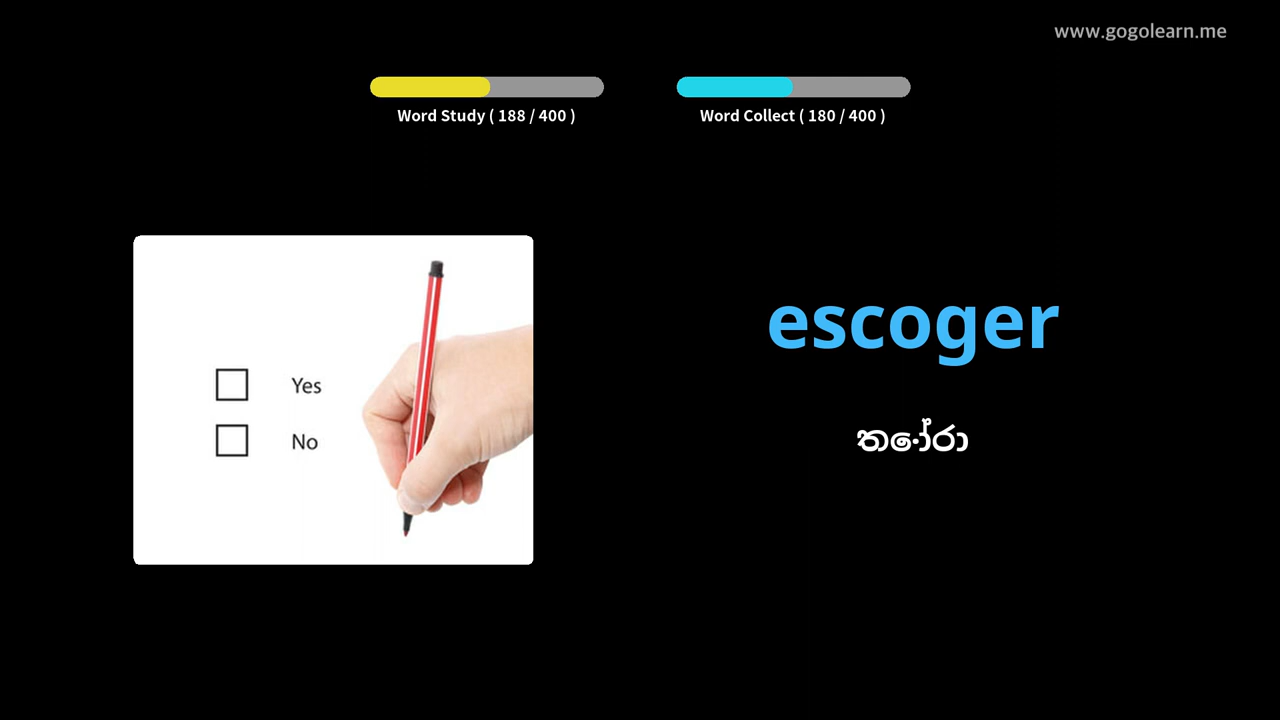 www.gogolearn.me
Word Study ( 188 / 400 )
Word Collect ( 180 / 400 )
Yes
No
escoger
තෝරා